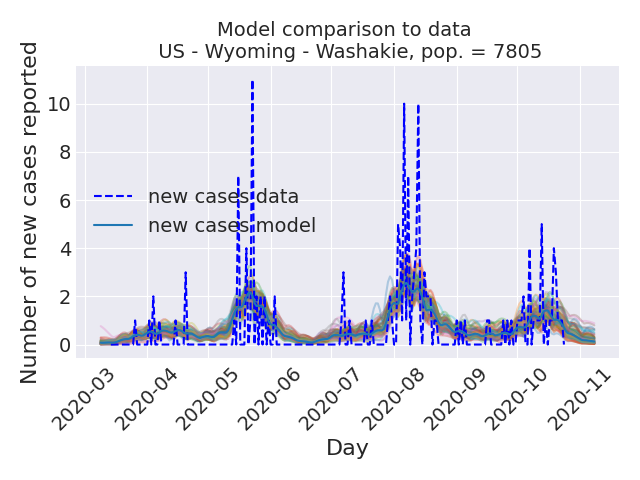 Model comparison to data
US - Wyoming - Washakie, pop. = 7805
Number of new cases reported
10
8
6
4
2
0
new cases data
new cases model
2020-03
2020-04
2020-05
2020-06
2020-07
2020-08
2020-09
2020-10
2020-11
Day